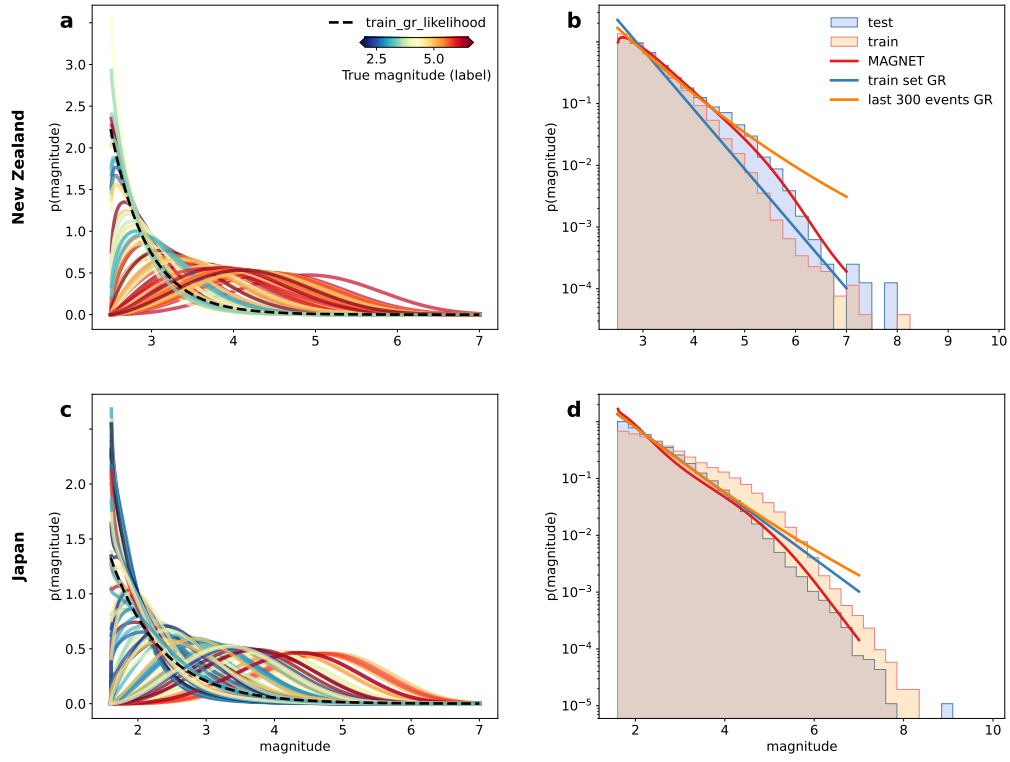 a
train_gr_likelihood
2.5 5.0
True magnitude (label)
New Zealand
p(magnitude)
3.0
2.5
2.0
1.5
1.0
0.5
0.0
3 4 5 6 7
b
test
train
MAGNET
train set GR
last 300 events GR
p(magnitude)
10⁻¹
10⁻²
10⁻³
10⁻⁴
3 4 5 6 7 8 9 10
c
Japan
p(magnitude)
2.0
1.5
1.0
0.5
0.0
2 3 4 5 6 7
magnitude
d
p(magnitude)
10⁻¹
10⁻²
10⁻³
10⁻⁴
10⁻⁵
2 4 6 8 10
magnitude